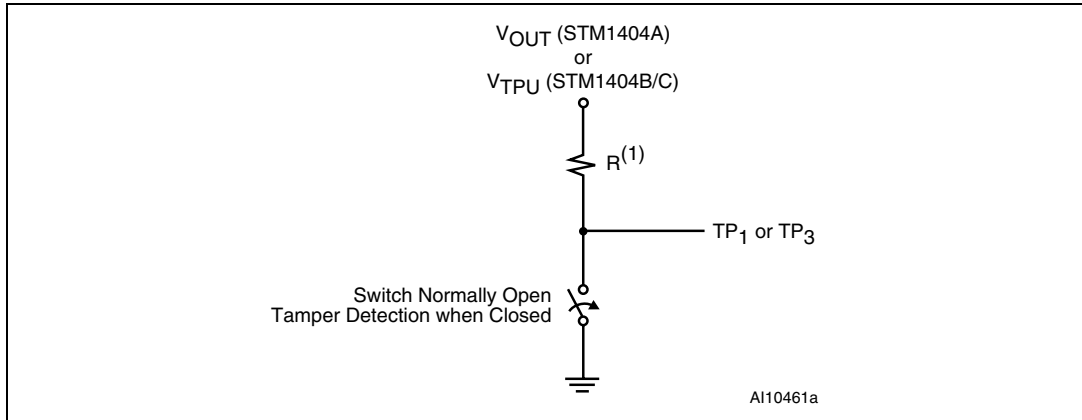 VOUT (STM1404A)
or
VTPU (STM1404B/C)
R(1)
TP1 or TP3
Switch Normally Open
Tamper Detection when Closed
AI10461a